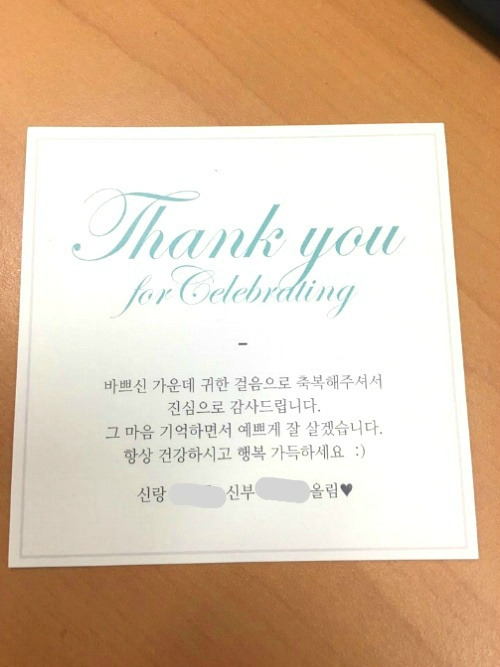 Thank you
for Celebrating
-
바쁘신 가운데 귀한 걸음으로 축복해주셔서
진심으로 감사드립니다.
그 마음 기억하면서 예쁘게 잘 살겠습니다.
항상 건강하시고 행복 가득하세요 :)
신랑 신부 올림♥